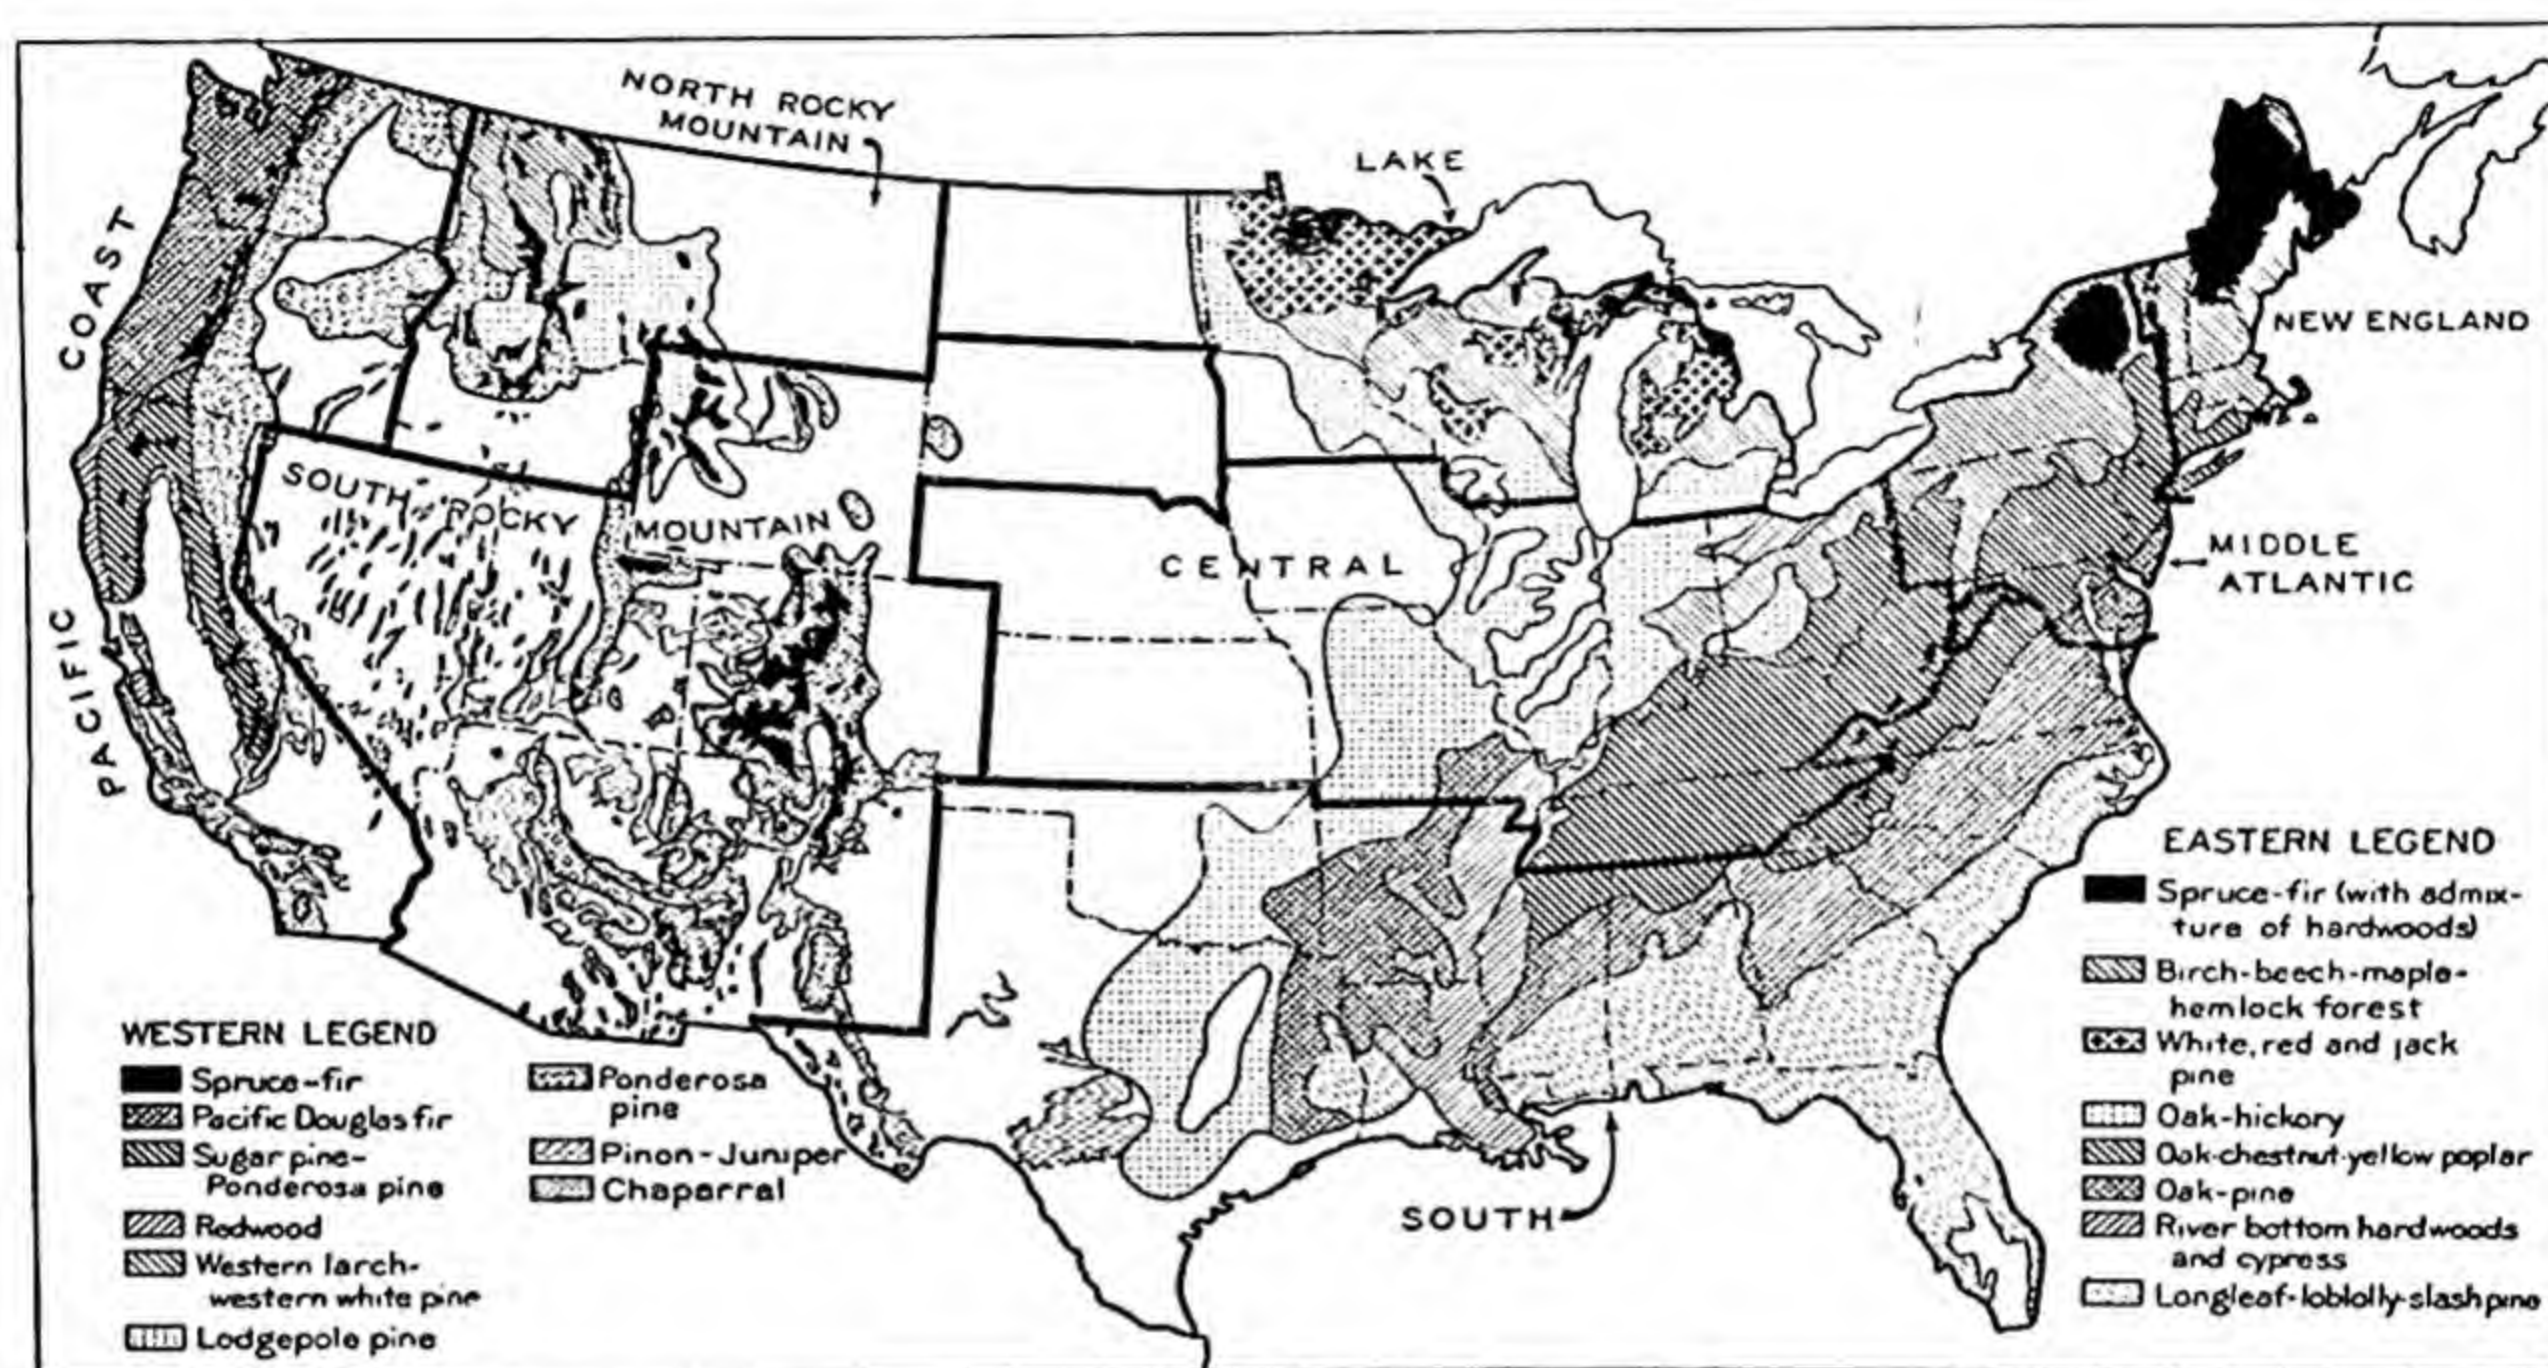 NORTH ROCKY
MOUNTAIN
LAKE
COAST
PACIFIC
NEW ENGLAND
SOUTH ROCKY
MOUNTAIN
CENTRAL
MIDDLE
ATLANTIC
SOUTH
WESTERN LEGEND
Spruce-fir
Pacific Douglas fir
Sugar pine-
Ponderosa pine
Redwood
Western larch-
western white pine
Lodgepole pine
Ponderosa
pine
Pinon-Juniper
Chaparral
EASTERN LEGEND
Spruce-fir (with admix-
ture of hardwoods)
Birch-beech-maple-
hemlock forest
White, red and jack
pine
Oak-hickory
Oak-chestnut-yellow poplar
Oak-pine
River bottom hardwoods
and cypress
Longleaf-loblolly-slash pine